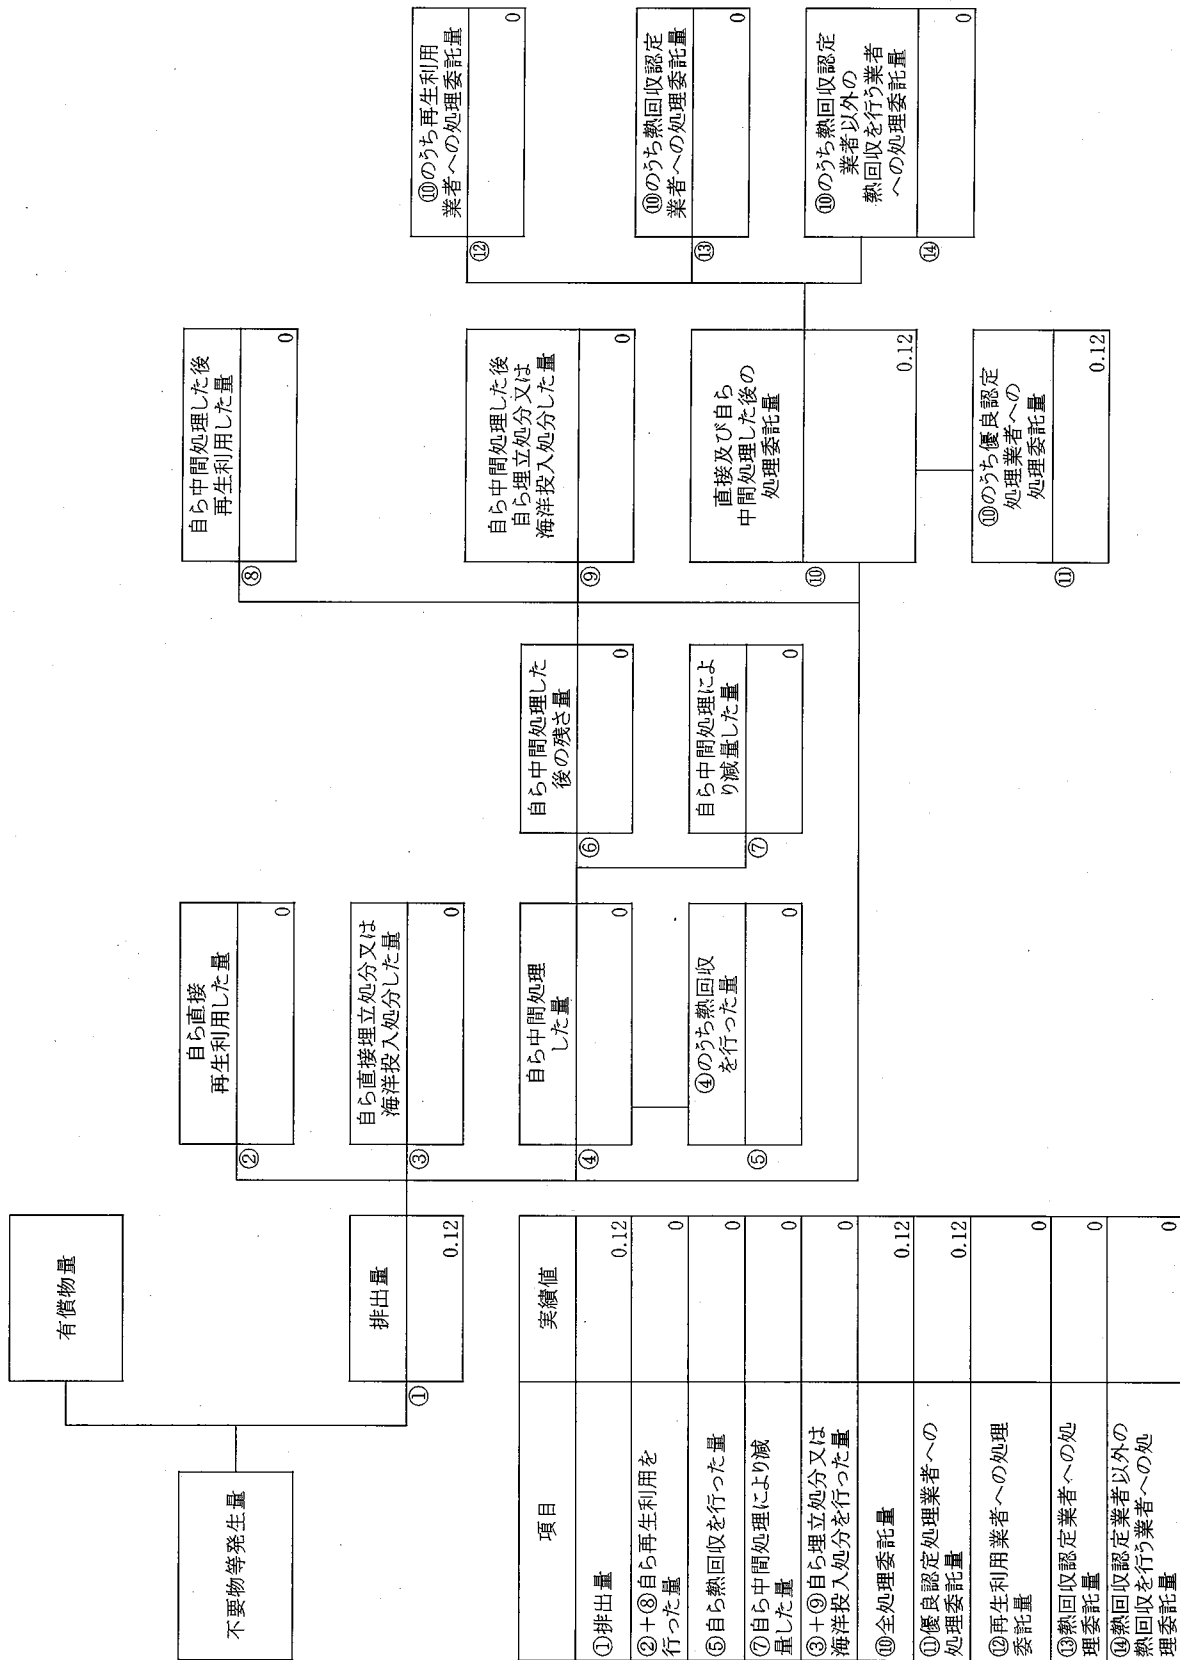 不要物等発生量
有償物量
排出量
①
0.12
自ら直接
再生利用した量
②
0
自ら直接埋立処分又は
海洋投入処分した量
③
0
自ら中間処理
した量
④
0
④のうち熱回収
を行った量
⑤
0
自ら中間処理した
後の残さ量
⑥
0
自ら中間処理によ
り減量した量
⑦
0
自ら中間処理した後
再生利用した量
⑧
0
自ら中間処理した後
自ら埋立処分又は
海洋投入処分した量
⑨
0
直接及び自ら
中間処理した後の
処理委託量
⑩
0.12
⑩のうち優良認定
処理業者への
処理委託量
⑪
0.12
⑩のうち再生利用
業者への処理委託量
⑫
0
⑩のうち熱回収認定
業者への処理委託量
⑬
0
⑩のうち熱回収認定
業者以外の
熱回収を行う業者
への処理委託量
⑭
0
項目 実績値
①排出量 0.12
②+⑧自ら再生利用を
行った量 0
⑤自ら熱回収を行った量 0
⑦自ら中間処理により減
量した量 0
③+⑨自ら埋立処分又は
海洋投入処分を行った量 0
⑩全処理委託量 0.12
⑪優良認定処理業者への
処理委託量 0.12
⑫再生利用業者への処理
委託量 0
⑬熱回収認定業者への処
理委託量 0
⑭熱回収認定業者以外の
熱回収を行う業者への処
理委託量 0